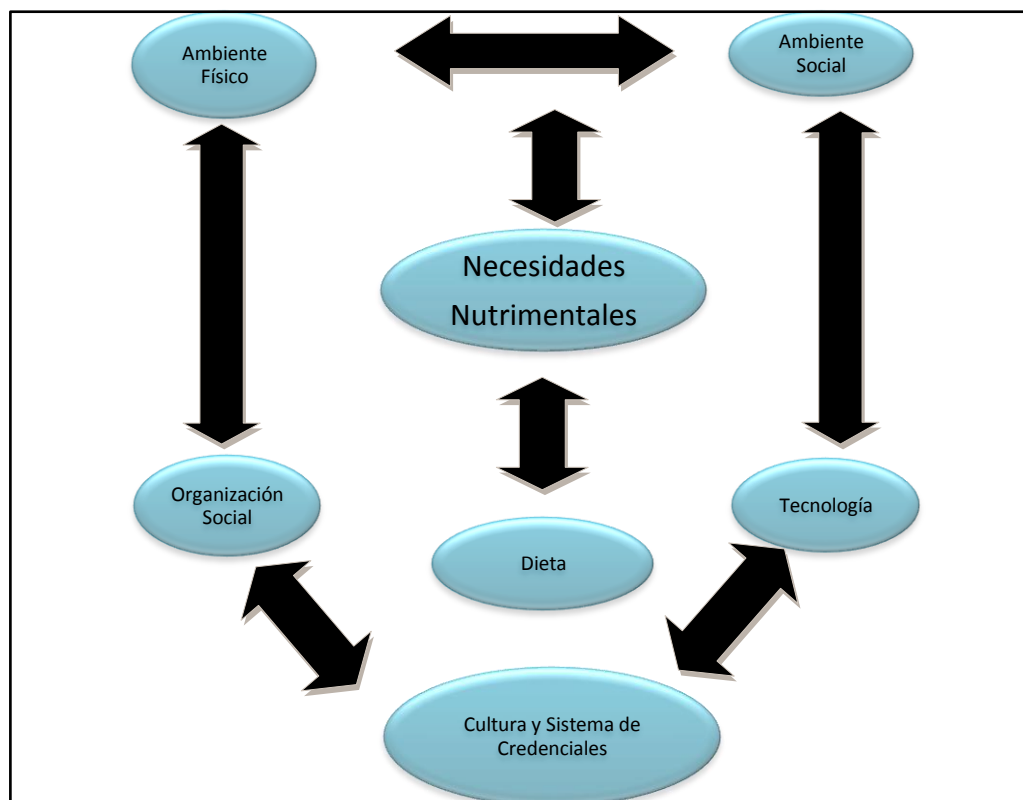 Ambiente
Físico
Ambiente
Social
Necesidades
Nutrimentales
Organización
Social
Tecnología
Dieta
Cultura y Sistema de
Credenciales